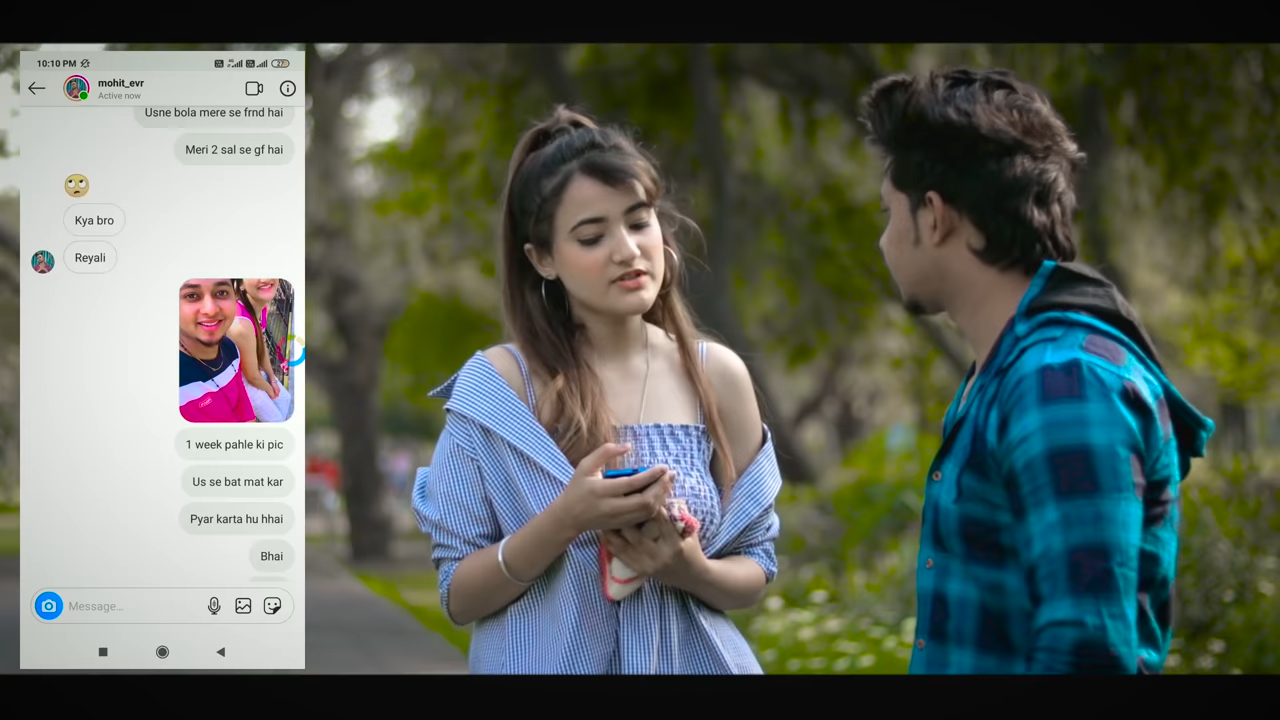 10:10 PM
27
mohit_evr
Active now
Usne bola mere se frnd hai
Meri 2 sal se gf hai
Kya bro
Reyali
1 week pahle ki pic
Us se bat mat kar
Pyar karta hu hhai
Bhai
Message...